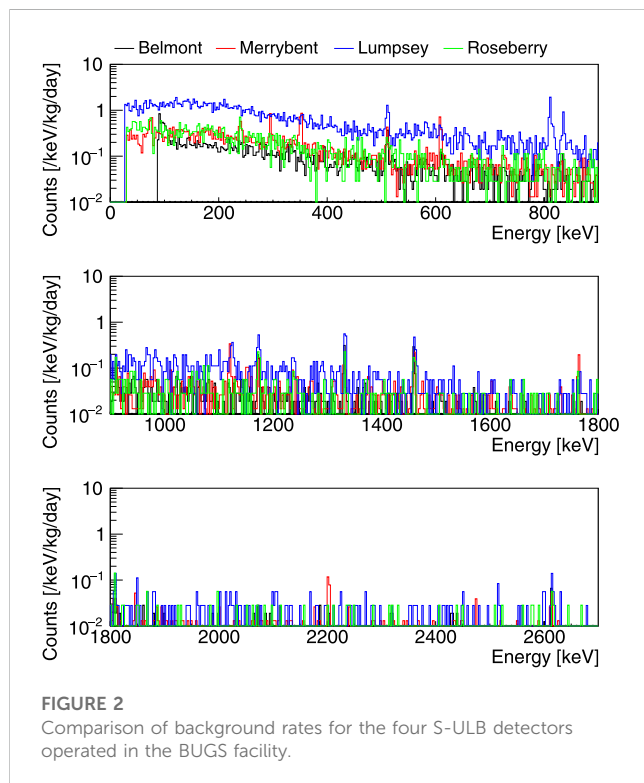 Belmont Merrybent Lumpsey Roseberry
Counts [/keV/kg/day]
10
1
10⁻¹
10⁻²
0 200 400 600 800
Energy [keV]
Counts [/keV/kg/day]
10
1
10⁻¹
10⁻²
1000 1200 1400 1600 1800
Energy [keV]
Counts [/keV/kg/day]
10
1
10⁻¹
10⁻²
1800 2000 2200 2400 2600
Energy [keV]
FIGURE 2
Comparison of background rates for the four S-ULB detectors
operated in the BUGS facility.